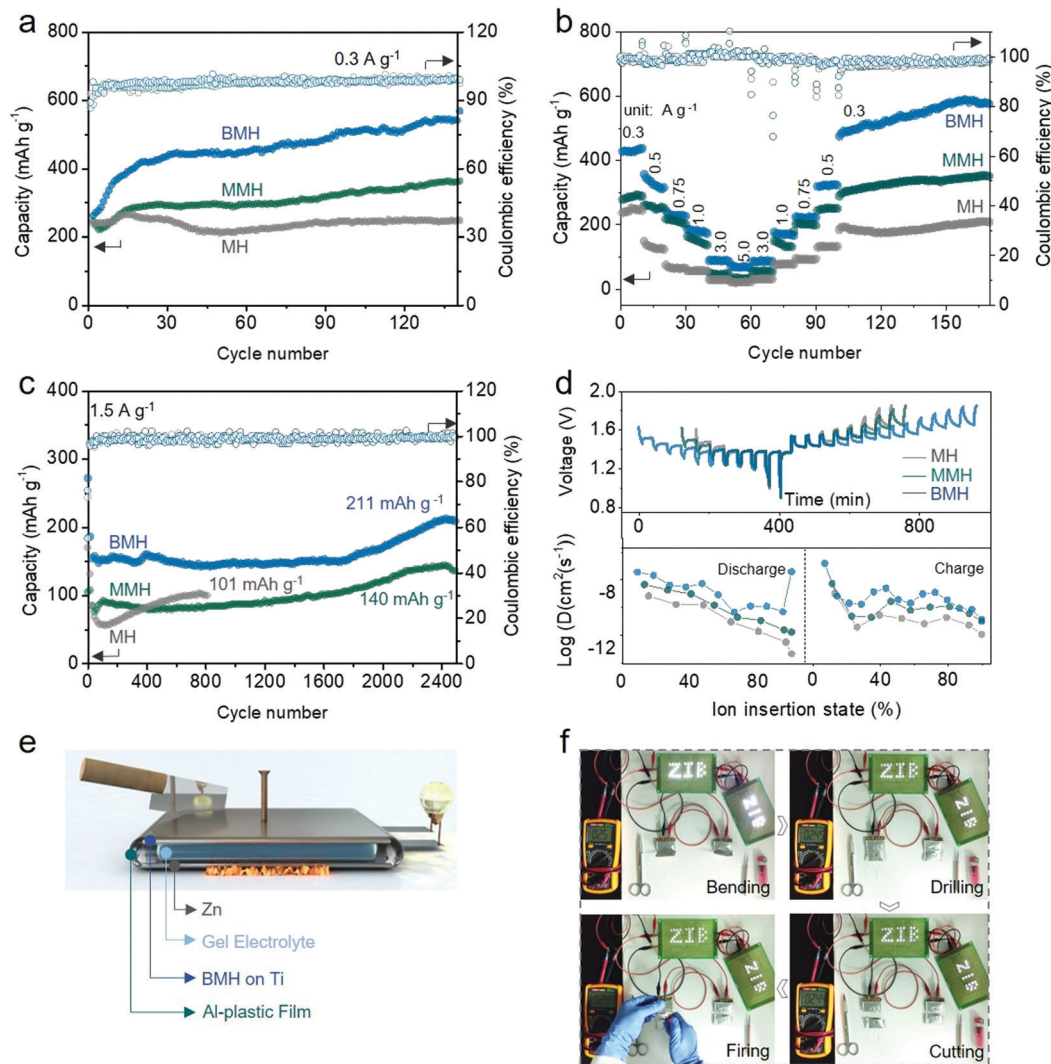 a
0.3 A g⁻¹
BMH
MMH
MH
800
600
400
200
0
Capacity (mAh g⁻¹)
120
90
60
30
0
Coulombic efficiency (%)
0 30 60 90 120
Cycle number
b
unit: A g⁻¹
0.3
0.5
0.75
1.0
3.0
5.0
3.0
1.0
0.75
0.5
0.3
BMH
MMH
MH
800
700
600
500
400
300
200
100
0
Capacity (mAh g⁻¹)
100
80
60
40
20
0
Coulombic efficiency (%)
0 30 60 90 120 150
Cycle number
c
1.5 A g⁻¹
211 mAh g⁻¹
BMH
101 mAh g⁻¹
MMH
140 mAh g⁻¹
MH
400
300
200
100
0
Capacity (mAh g⁻¹)
120
100
80
60
40
20
0
Coulombic efficiency (%)
0 400 800 1200 1600 2000 2400
Cycle number
d
2.0
1.6
1.2
Voltage (V)
MH
MMH
BMH
Time (min)
0 400 800
Log (D(cm²(s⁻¹))
-8
-12
Discharge
Charge
0 40 80 0 40 80
Ion insertion state (%)
e
Zn
Gel Electrolyte
BMH on Ti
Al-plastic Film
f
ZIB
ZIB
Bending
ZIB
ZIB
Drilling
ZIB
ZIB
Firing
ZIB
ZIB
Cutting